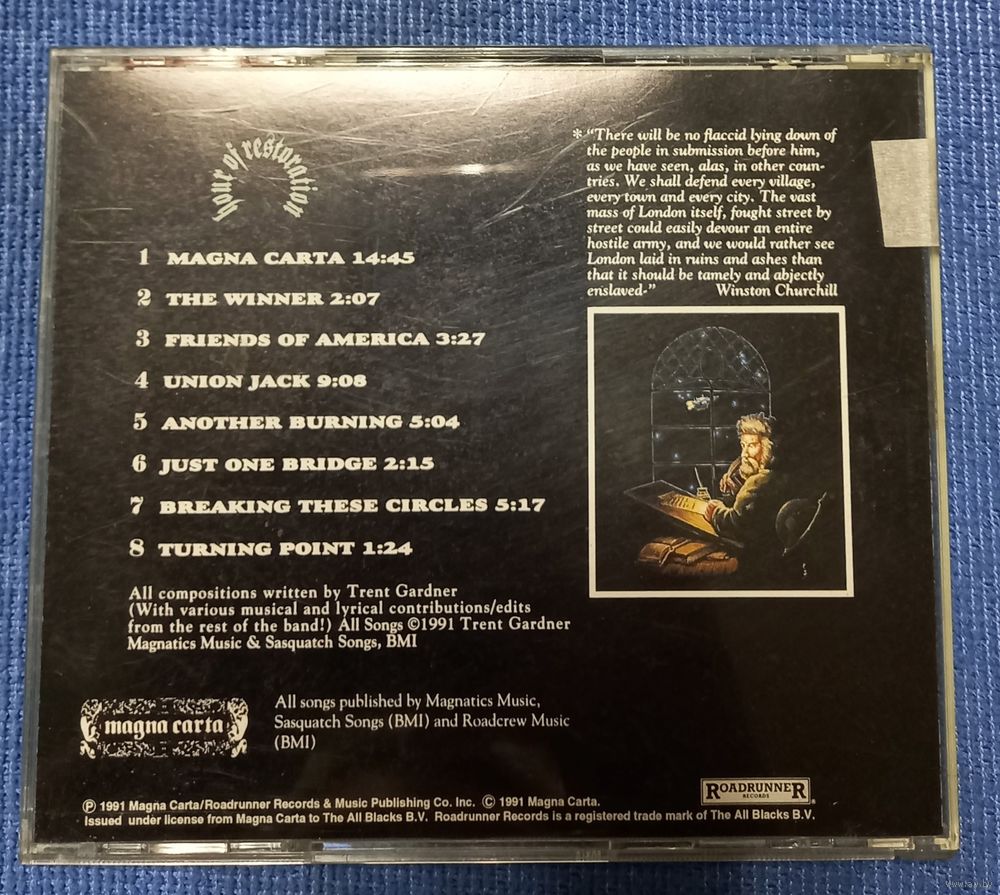 hour of restoration
1 MAGNA CARTA 14:45
2 THE WINNER 2:07
3 FRIENDS OF AMERICA 3:27
4 UNION JACK 9:08
5 ANOTHER BURNING 5:04
6 JUST ONE BRIDGE 2:15
7 BREAKING THESE CIRCLES 5:17
8 TURNING POINT 1:24
All compositions written by Trent Gardner
(With various musical and lyrical contributions/edits
from the rest of the band!) All Songs ©1991 Trent Gardner
Magnatics Music & Sasquatch Songs, BMI
* "There will be no flaccid lying down of
the people in submission before him,
as we have seen, alas, in other coun-
tries. We shall defend every village,
every town and every city. The vast
mass of London itself, fought street by
street could easily devour an entire
hostile army, and we would rather see
London laid in ruins and ashes than
that it should be tamely and abjectly
enslaved-" Winston Churchill
magna carta
All songs published by Magnatics Music,
Sasquatch Songs (BMI) and Roadcrew Music
(BMI)
ROADRUNNER
RECORDS
℗ 1991 Magna Carta/Roadrunner Records & Music Publishing Co. Inc. © 1991 Magna Carta.
Issued under license from Magna Carta to The All Blacks B.V. Roadrunner Records is a registered trade mark of The All Blacks B.V.